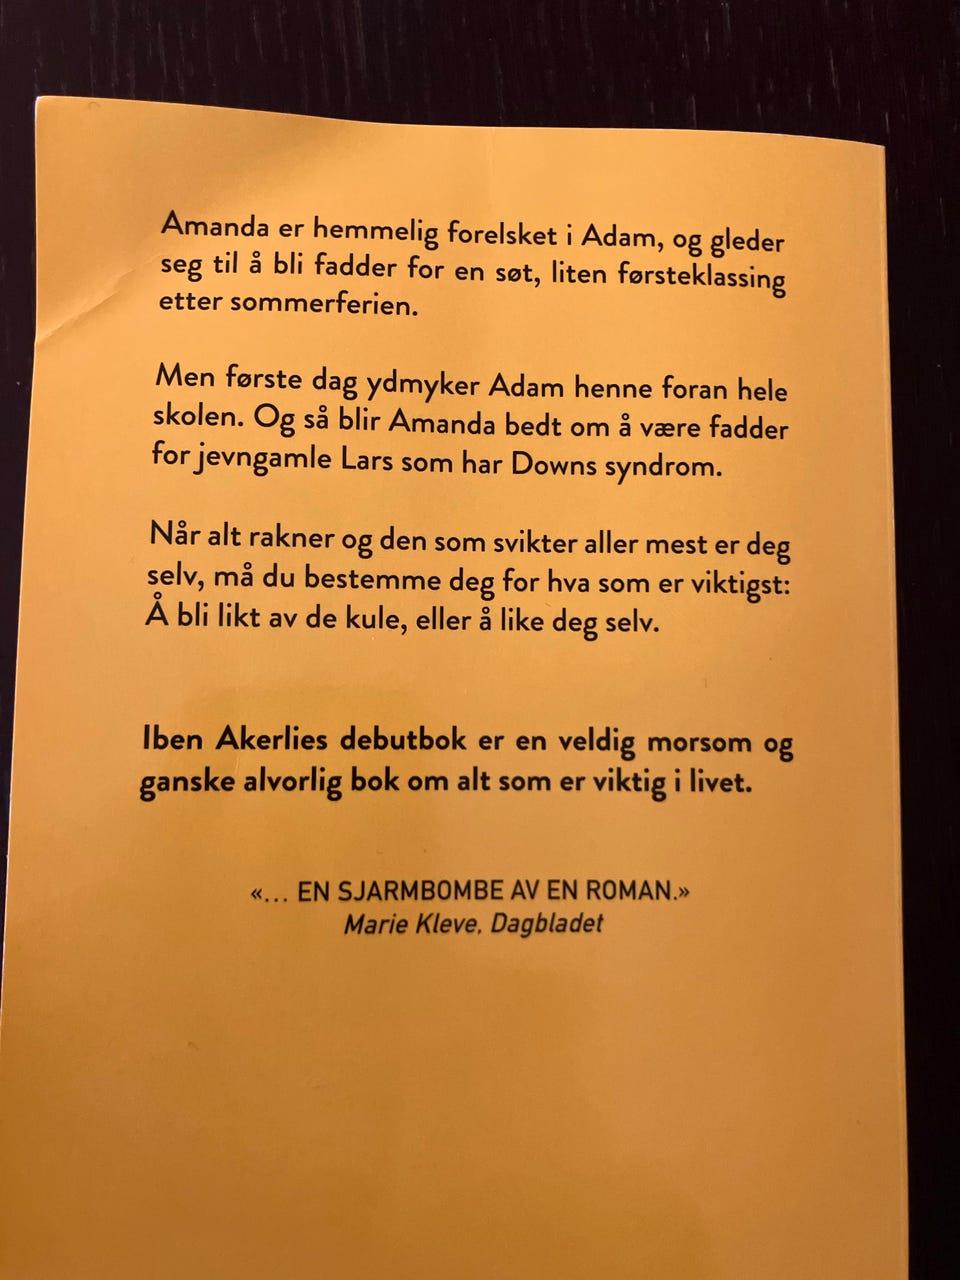 Amanda er hemmelig forelsket i Adam, og gleder
seg til å bli fadder for en søt, liten førsteklassing
etter sommerferien.
Men første dag ydmyker Adam henne foran hele
skolen. Og så blir Amanda bedt om å være fadder
for jevngamle Lars som har Downs syndrom.
Når alt rakner og den som svikter aller mest er deg
selv, må du bestemme deg for hva som er viktigst:
Å bli likt av de kule, eller å like deg selv.
Iben Akerlies debutbok er en veldig morsom og
ganske alvorlig bok om alt som er viktig i livet.
«... EN SJARMBOMBE AV EN ROMAN.»
Marie Kleve, Dagbladet